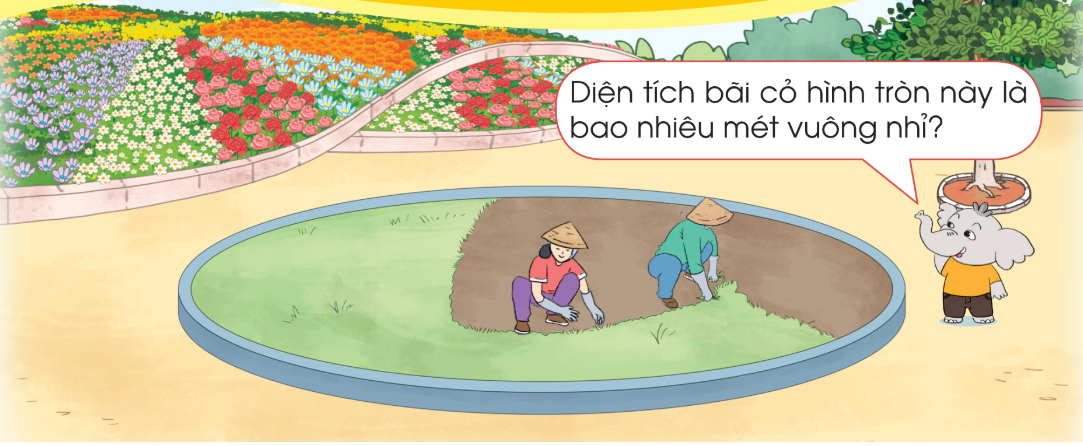 Diện tích bãi cỏ hình tròn này là
bao nhiêu mét vuông nhỉ?